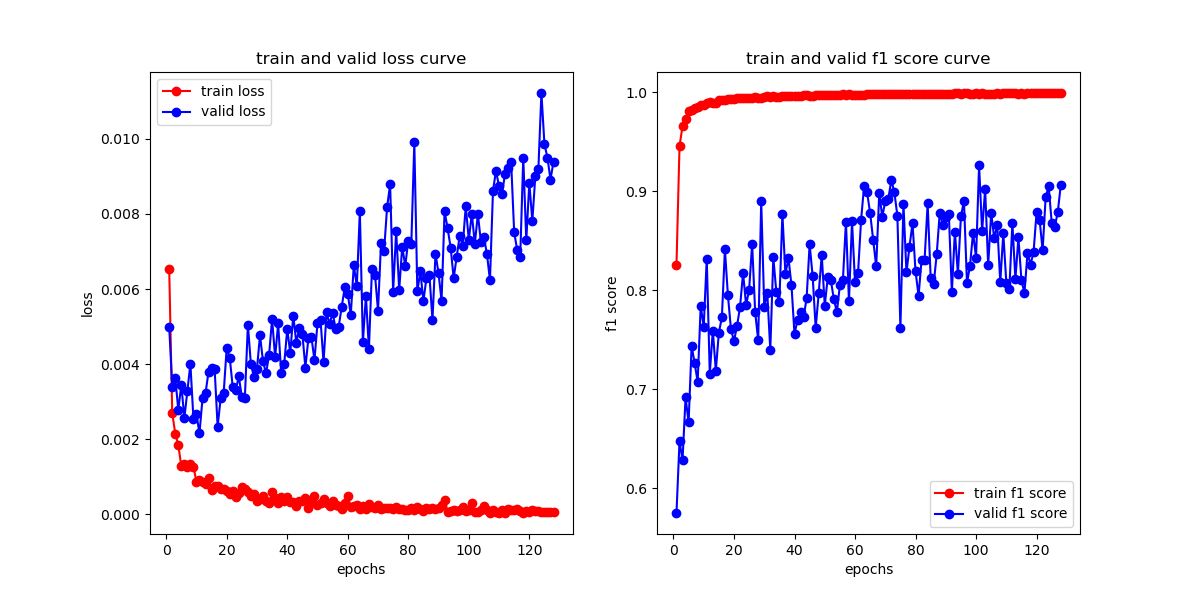 train and valid loss curve
train loss
valid loss
0.010
0.008
0.006
0.004
0.002
0.000
loss
0 20 40 60 80 100 120
epochs
train and valid f1 score curve
1.0
0.9
0.8
0.7
0.6
f1 score
train f1 score
valid f1 score
0 20 40 60 80 100 120
epochs